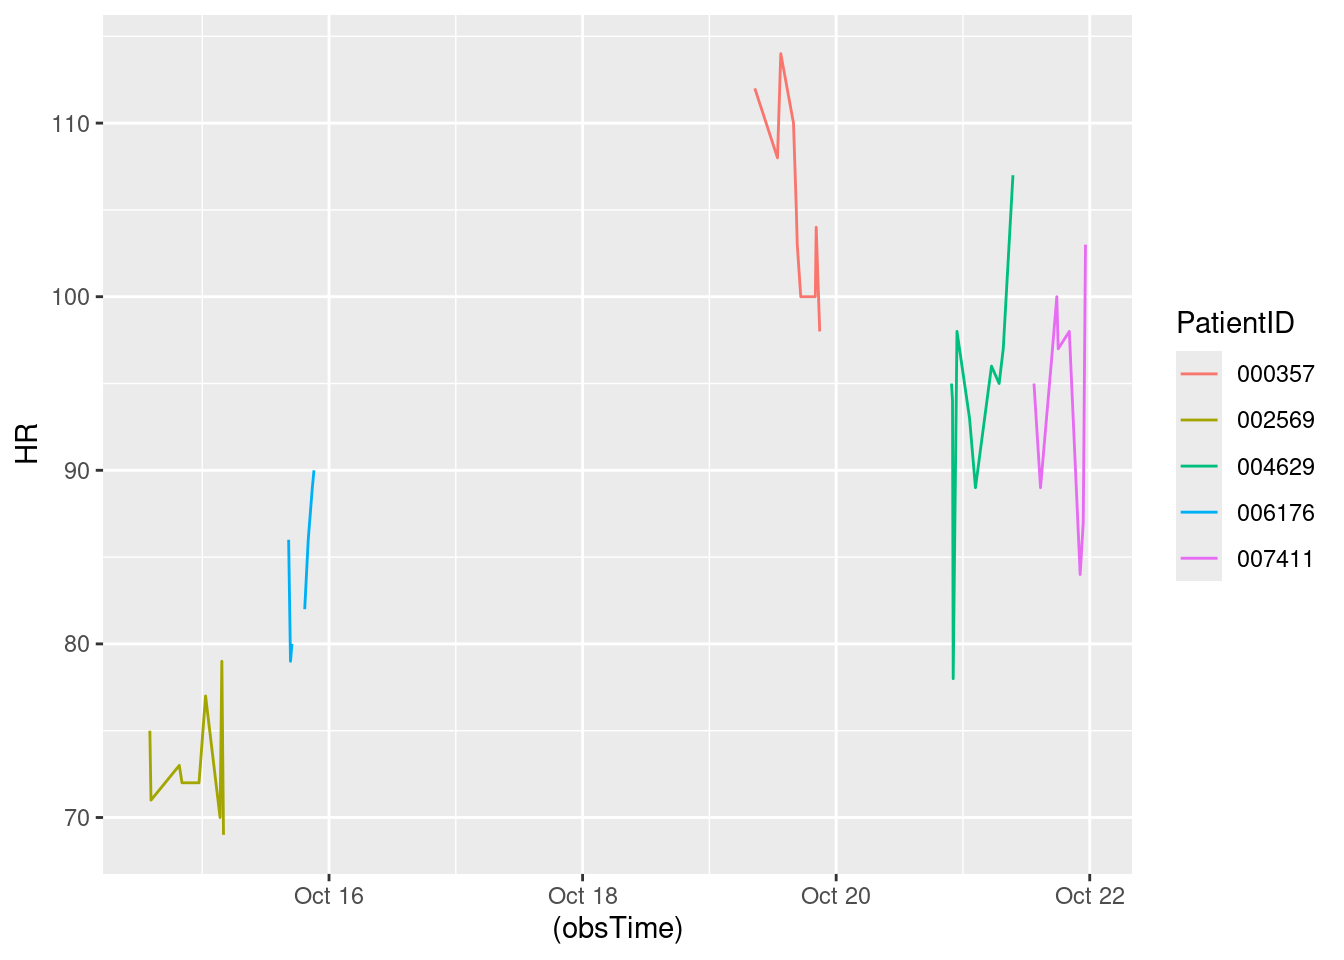 110
100
90
80
70
HR
Oct 16
Oct 18
Oct 20
Oct 22
(obsTime)
PatientID
000357
002569
004629
006176
007411